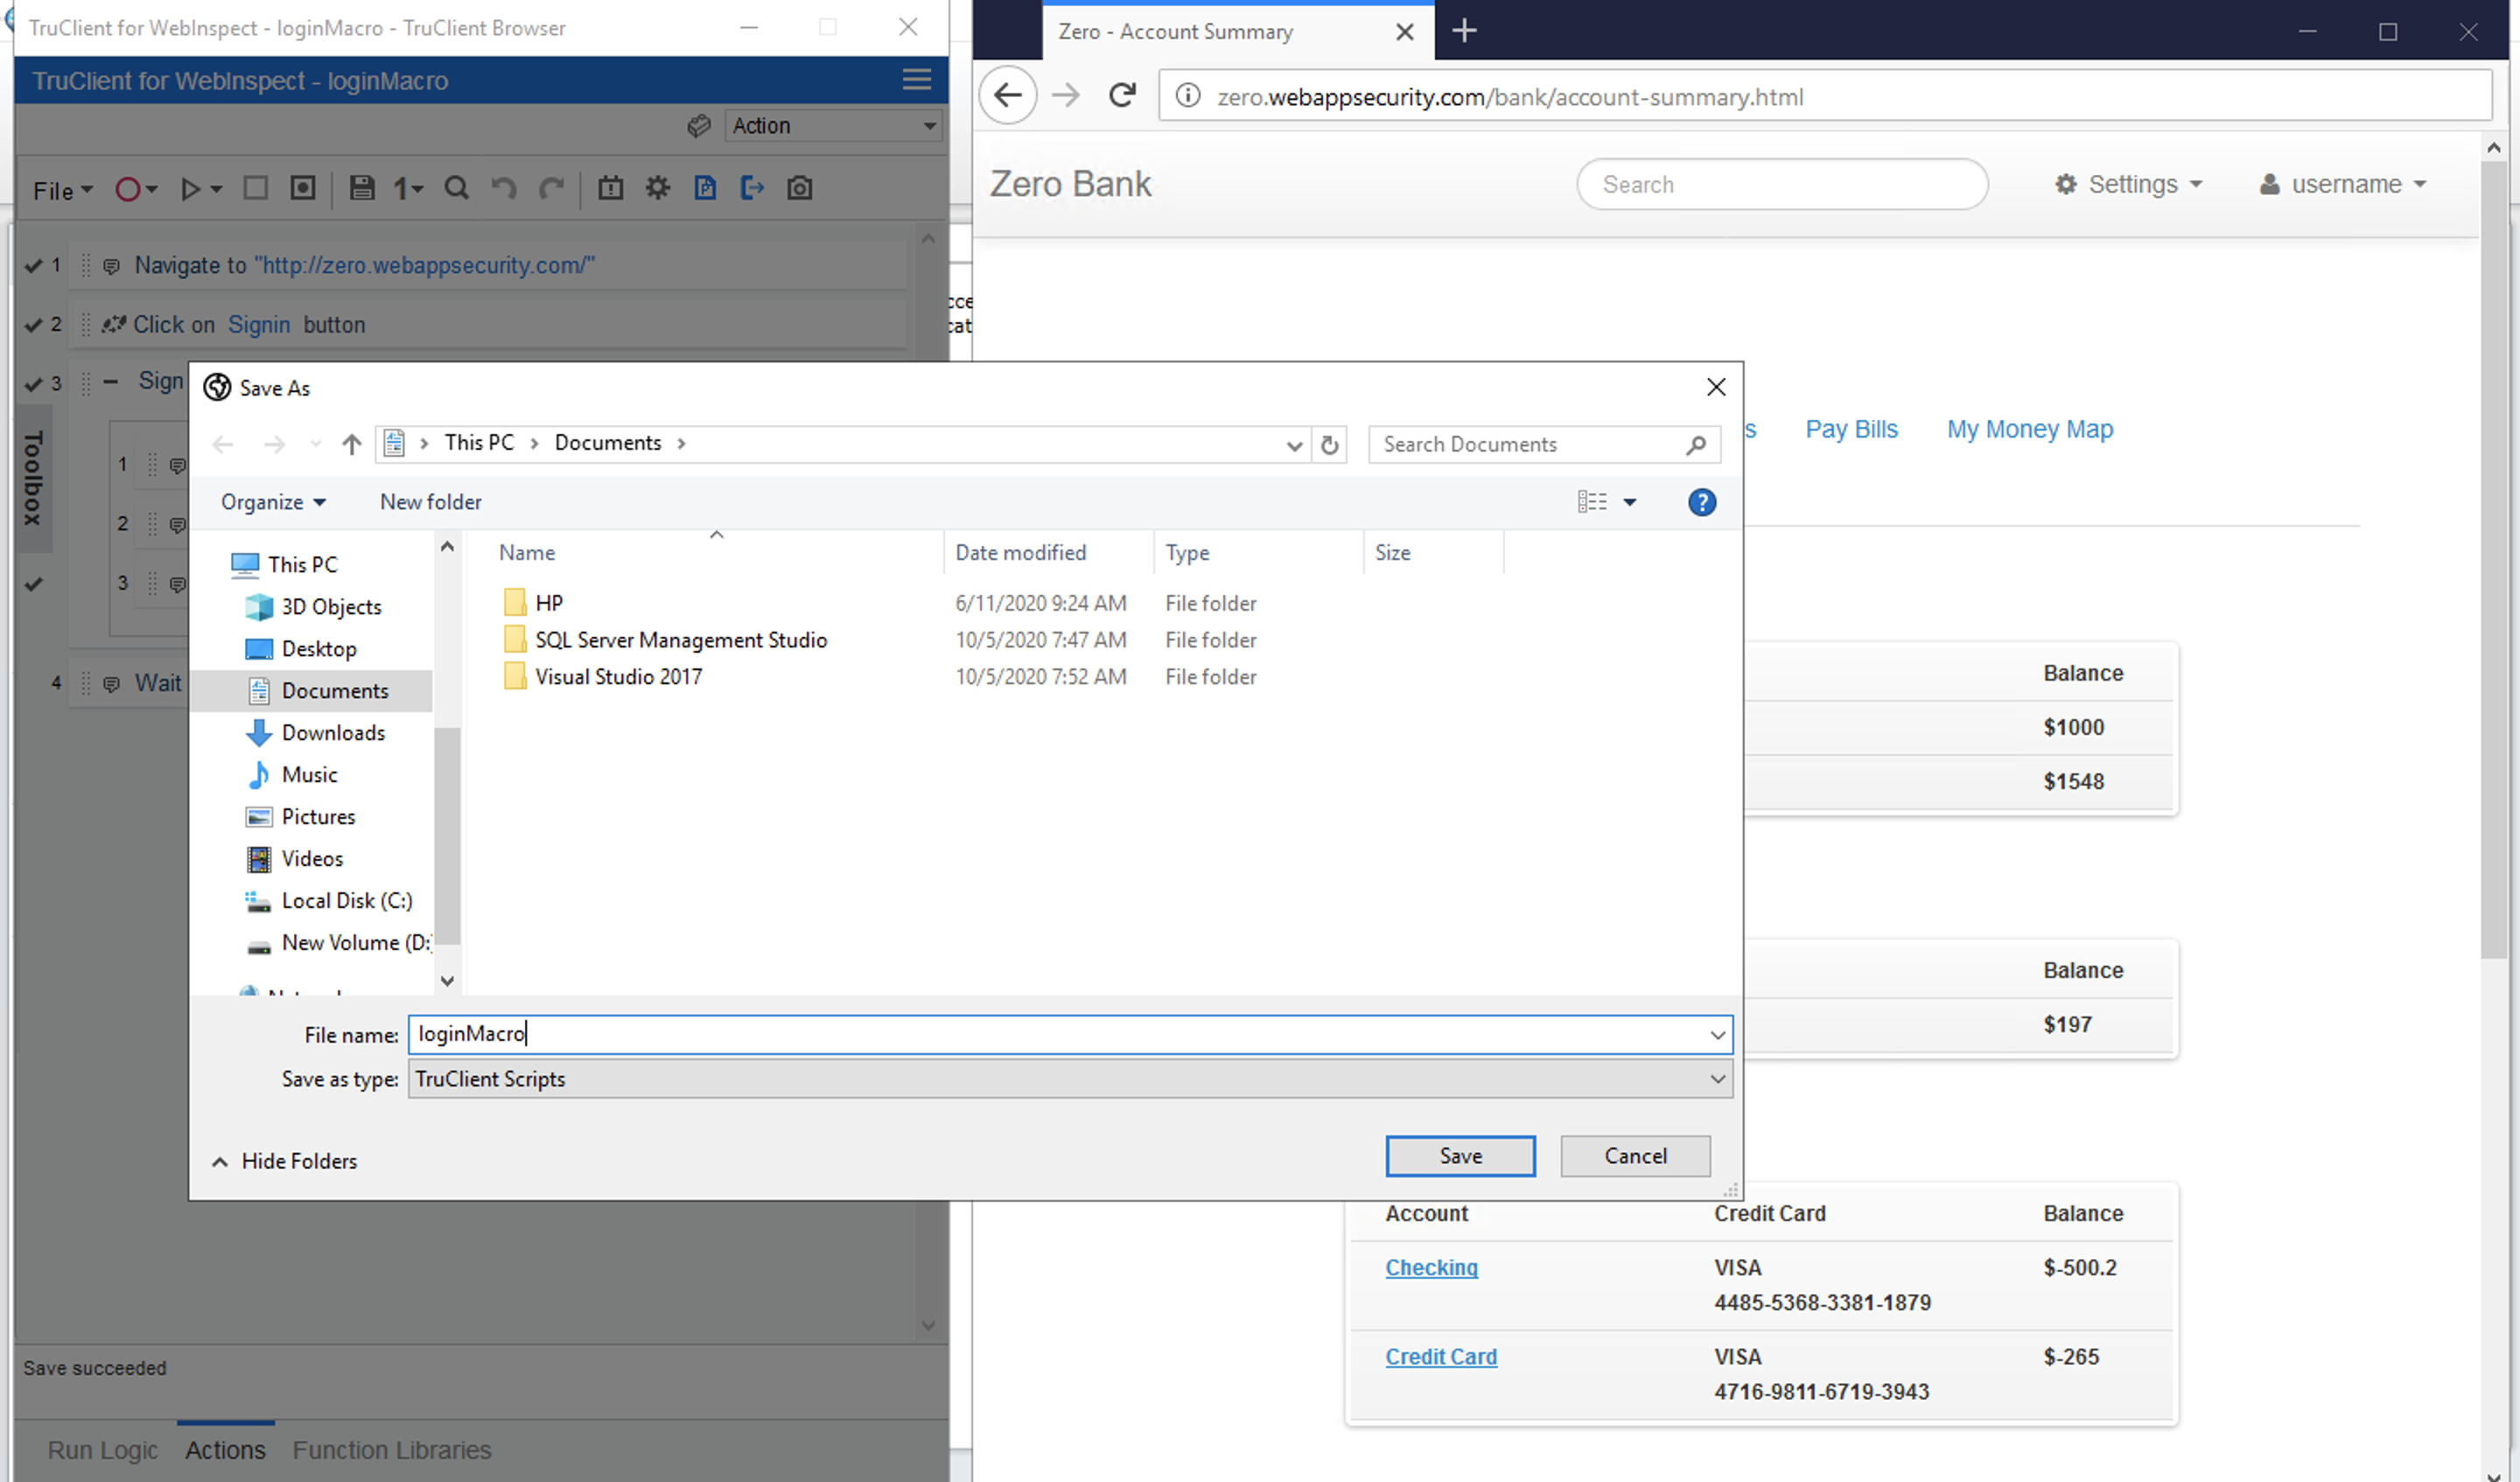 TruClient for WebInspect - loginMacro - TruClient Browser
TruClient for WebInspect - loginMacro
Action
File
1
1 Navigate to "http://zero.webappsecurity.com/"
2 Click on Signin button
3 Sign
Toolbox
1
2
3
4 Wait
Save succeeded
Run Logic Actions Function Libraries
cce
cat
Zero - Account Summary
zero.webappsecurity.com/bank/account-summary.html
Zero Bank
Search
Settings
username
s Pay Bills My Money Map
Balance
$1000
$1548
Balance
$197
Account Credit Card Balance
Checking VISA $-500.2
4485-5368-3381-1879
Credit Card VISA $-265
4716-9811-6719-3943
Save As
This PC Documents
Search Documents
Organize New folder
?
This PC
3D Objects
Desktop
Documents
Downloads
Music
Pictures
Videos
Local Disk (C:)
New Volume (D:
Name Date modified Type Size
HP 6/11/2020 9:24 AM File folder
SQL Server Management Studio 10/5/2020 7:47 AM File folder
Visual Studio 2017 10/5/2020 7:52 AM File folder
File name: loginMacro
Save as type: TruClient Scripts
Hide Folders
Save Cancel